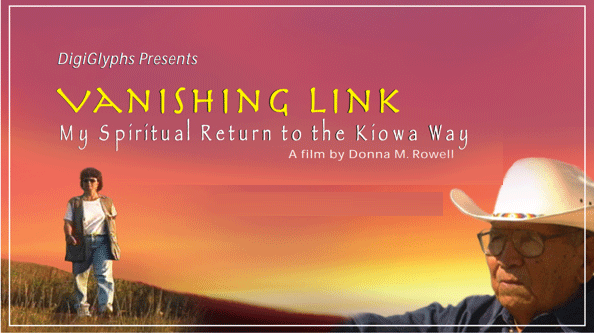 DigiGlyphs Presents
VANISHING LINK
My Spiritual Return to the Kiowa Way
A film by Donna M. Rowell